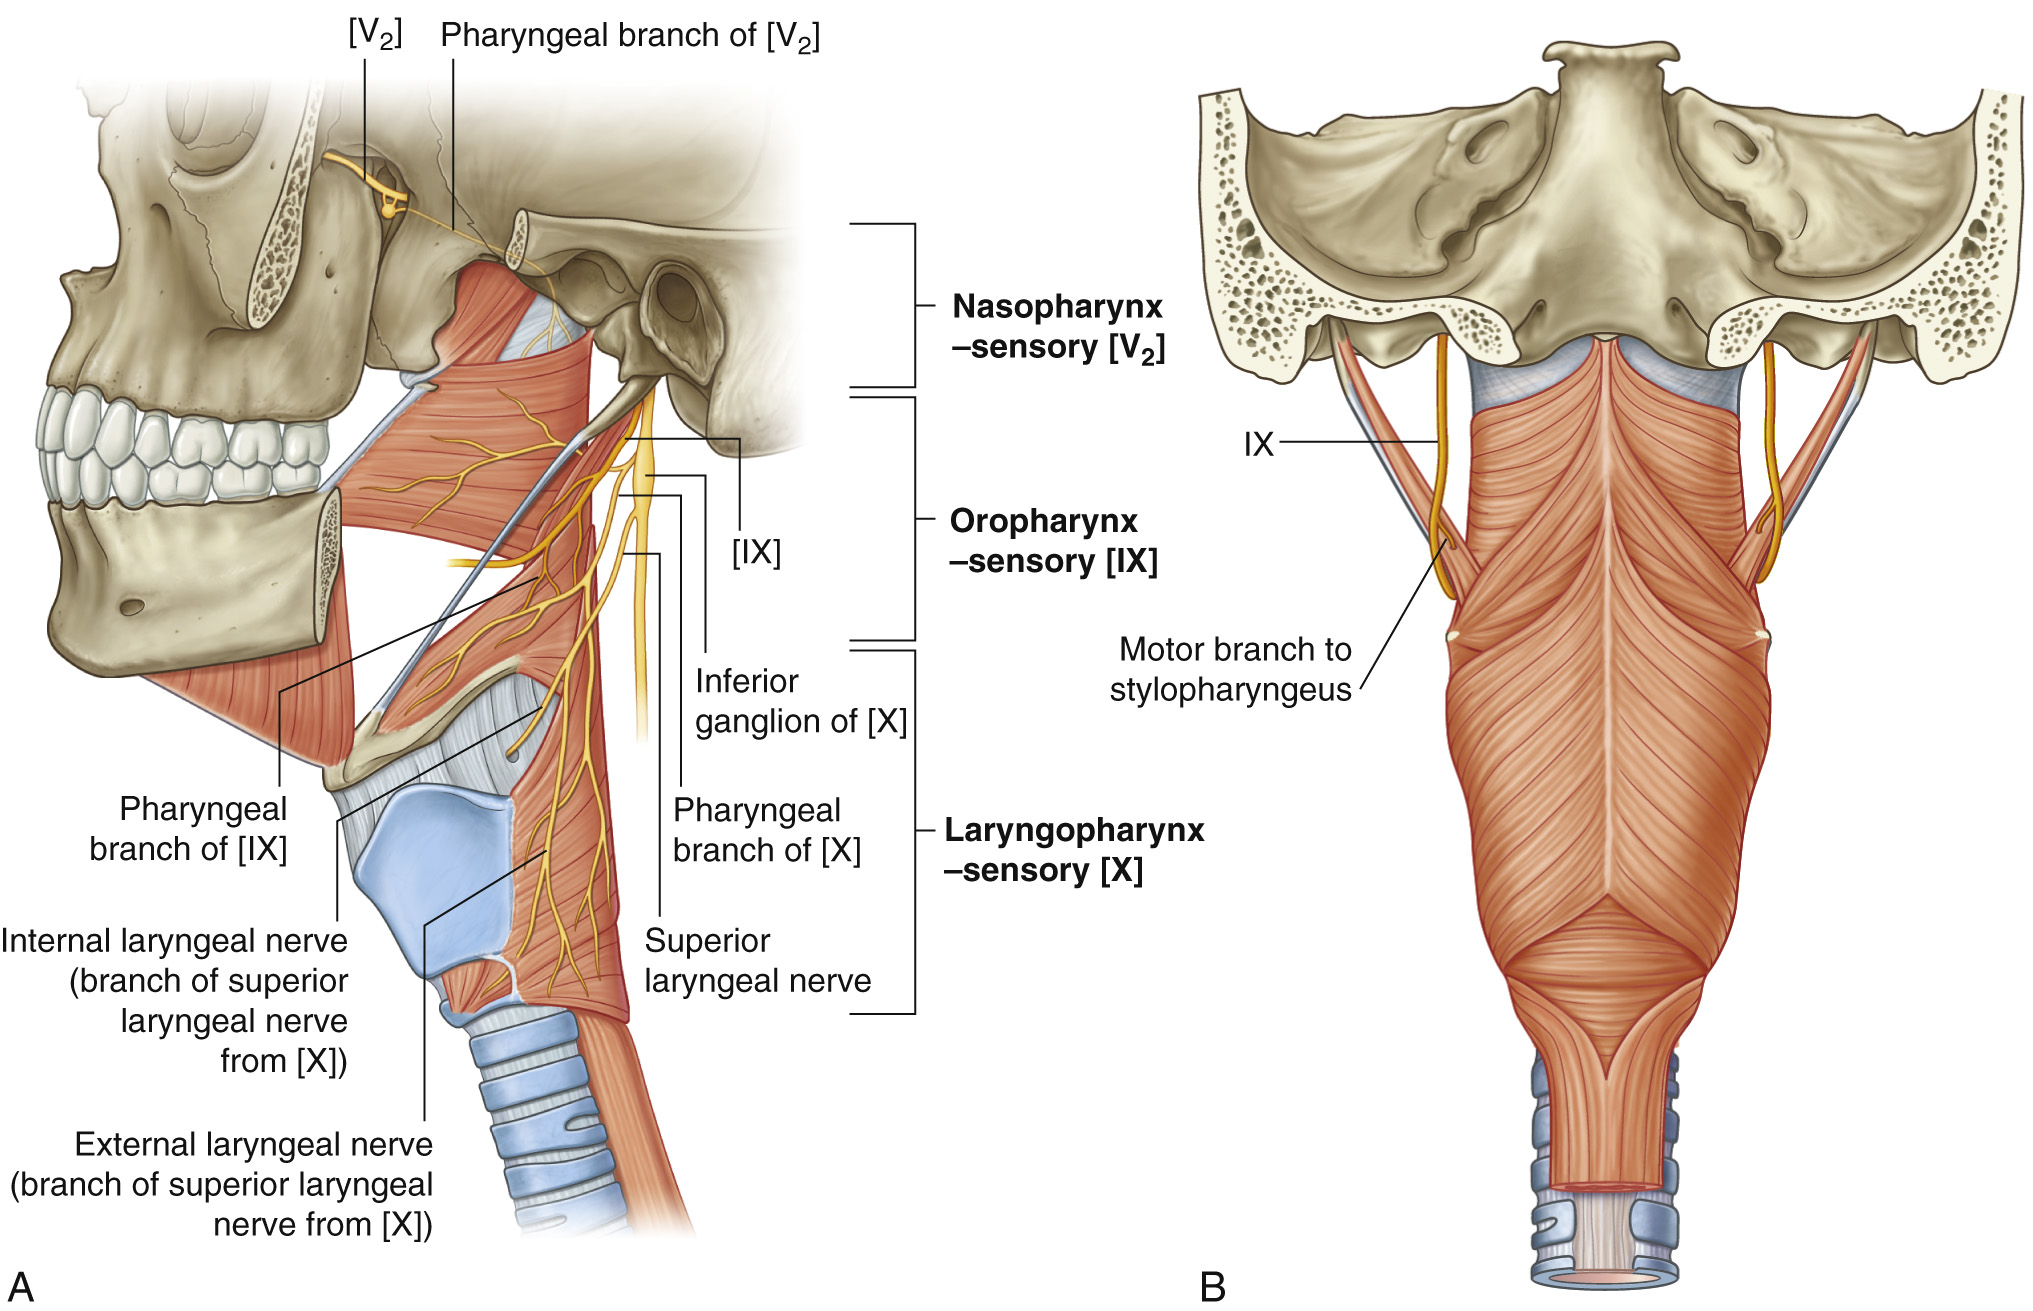 [V2]
Pharyngeal branch of [V2]
Nasopharynx
–sensory [V2]
Oropharynx
–sensory [IX]
[IX]
Inferior
ganglion of [X]
Pharyngeal
branch of [IX]
Pharyngeal
branch of [X]
Laryngopharynx
–sensory [X]
Internal laryngeal nerve
(branch of superior
laryngeal nerve
from [X])
Superior
laryngeal nerve
External laryngeal nerve
(branch of superior laryngeal
nerve from [X])
A
IX
Motor branch to
stylopharyngeus
B